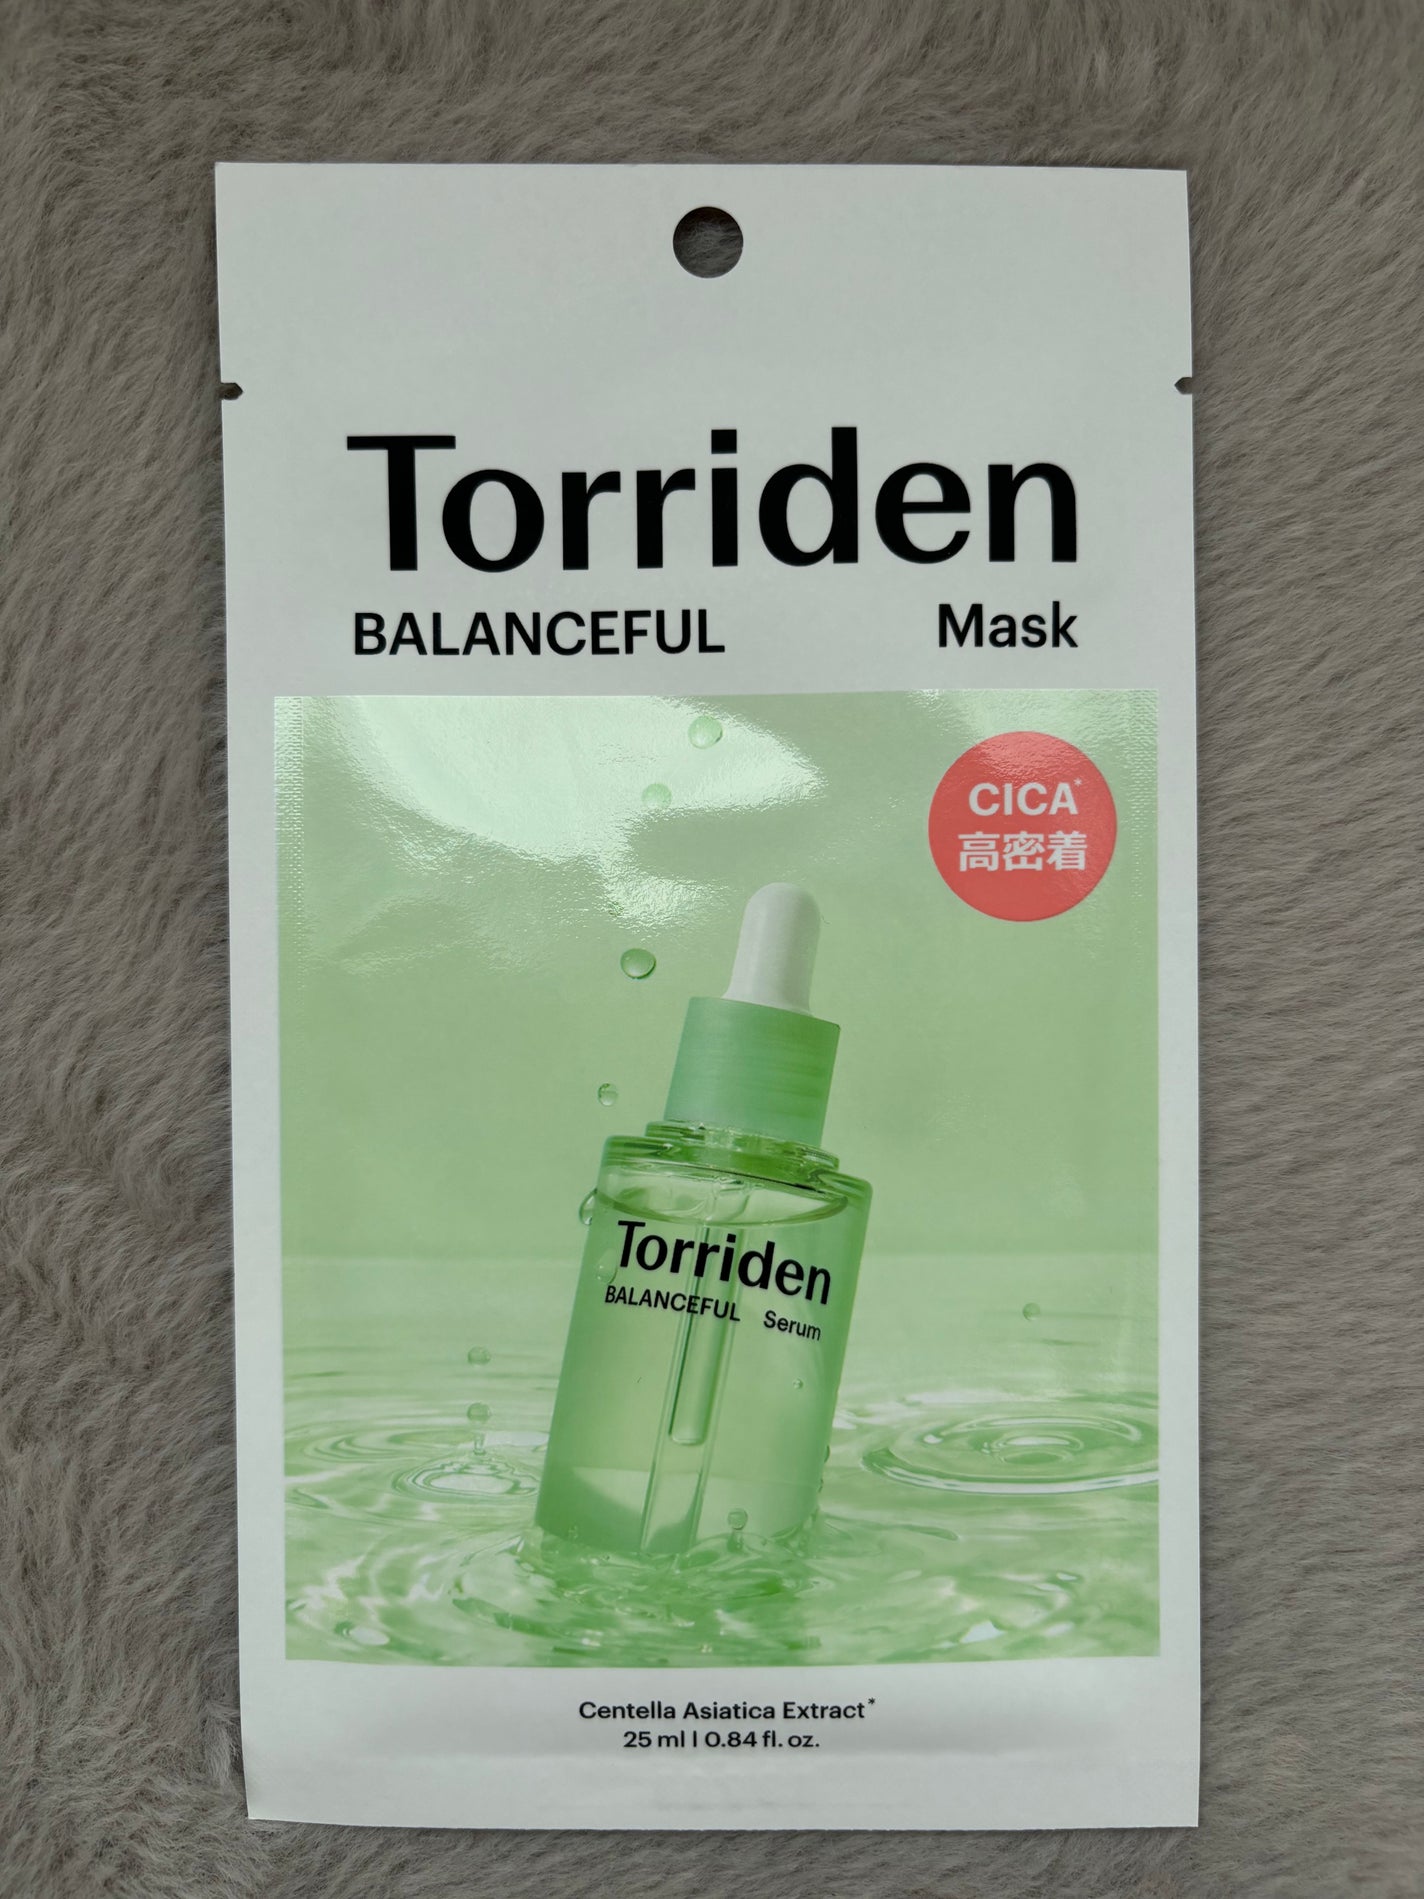 Torriden
BALANCEFUL Mask
CICA*
高密着
Torriden
BALANCEFUL Serum
Centella Asiatica Extract*
25 ml | 0.84 fl. oz.